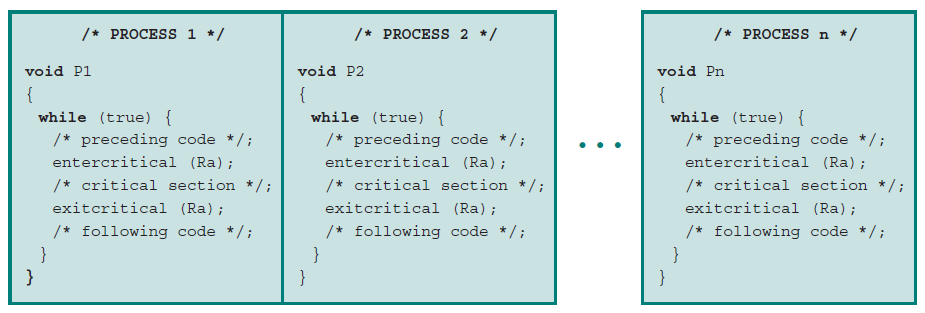 /* PROCESS 1 */
void P1
{
while (true) {
/* preceding code */;
entercritical (Ra);
/* critical section */;
exitcritical (Ra);
/* following code */;
}
}
/* PROCESS 2 */
void P2
{
while (true) {
/* preceding code */;
entercritical (Ra);
/* critical section */;
exitcritical (Ra);
/* following code */;
}
}
• • •
/* PROCESS n */
void Pn
{
while (true) {
/* preceding code */;
entercritical (Ra);
/* critical section */;
exitcritical (Ra);
/* following code */;
}
}